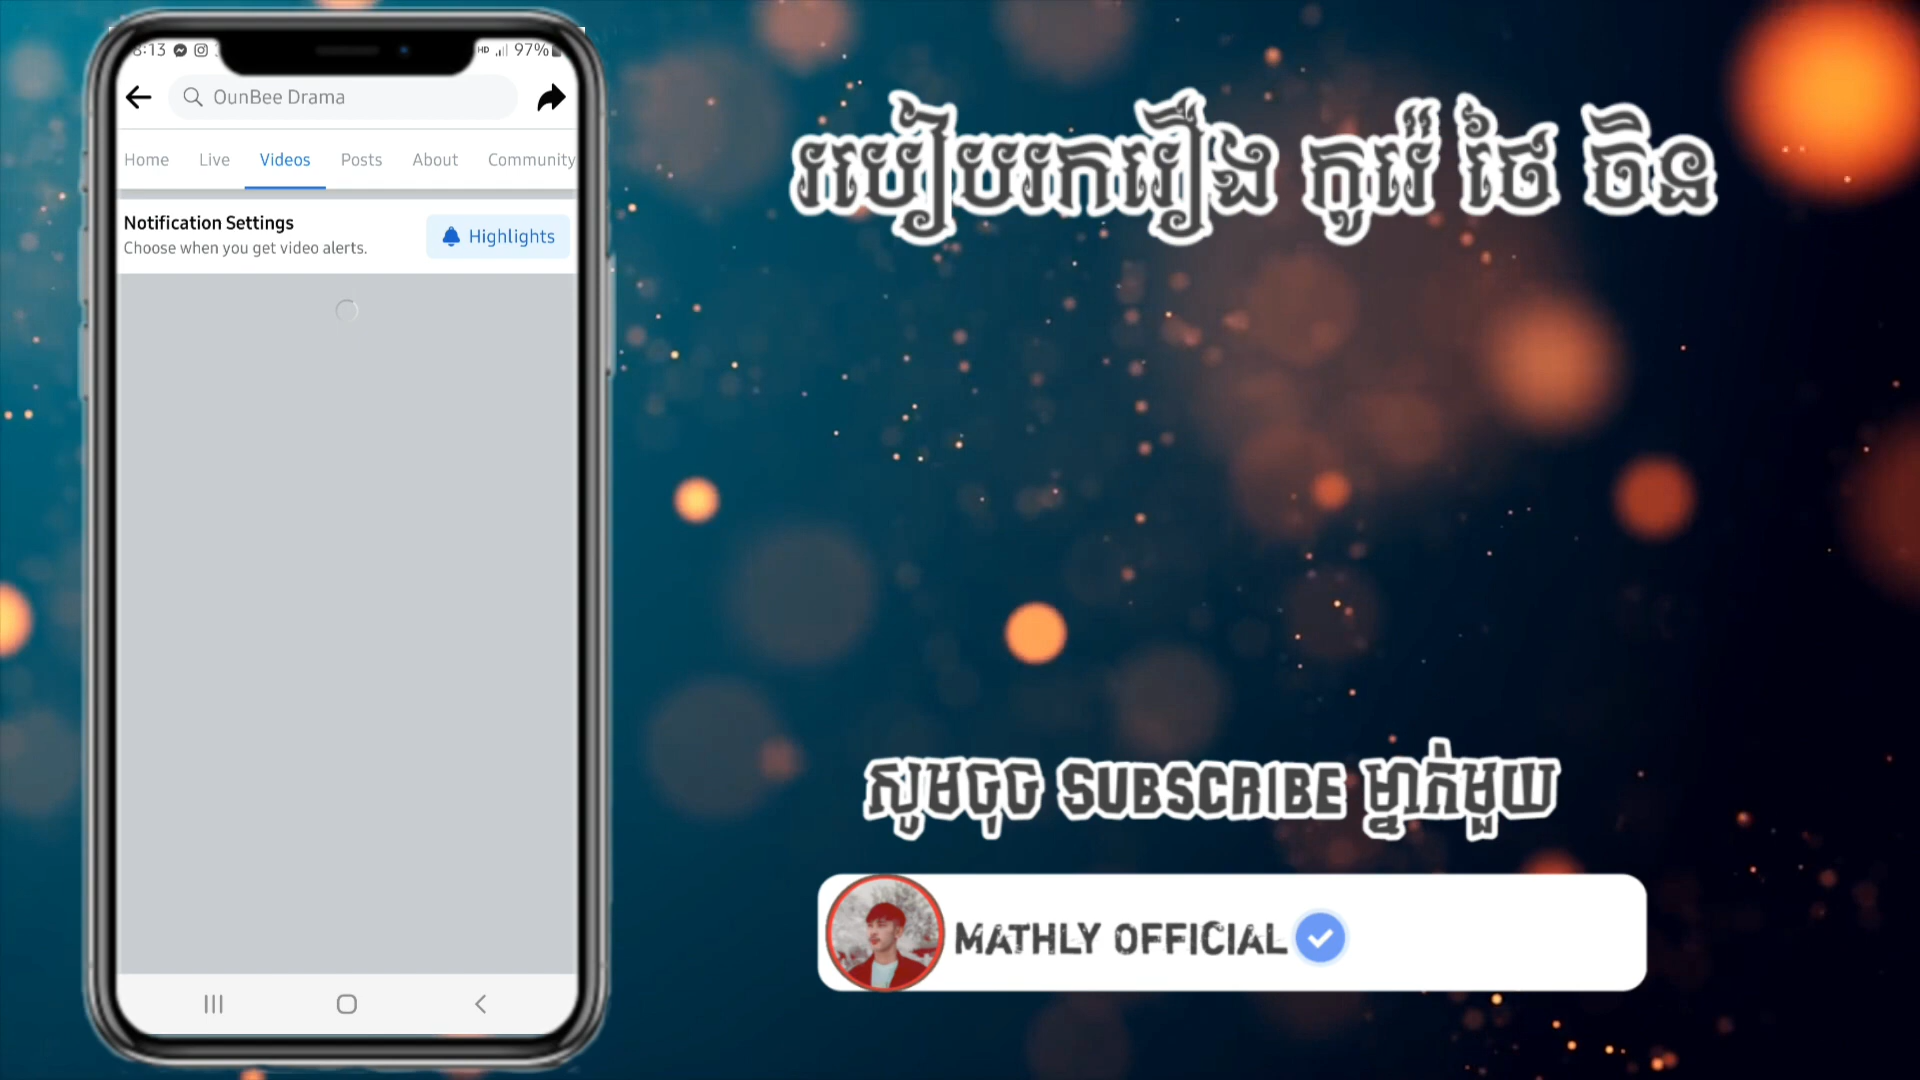 8:13
HD 97%
OunBee Drama
Home Live Videos Posts About Community
Notification Settings
Choose when you get video alerts.
Highlights
របៀបរករឿង កូរ៉េ ថៃ ចិន
សូមចុច SUBSCRIBE ម្នាក់មួយ
MATHLY OFFICIAL